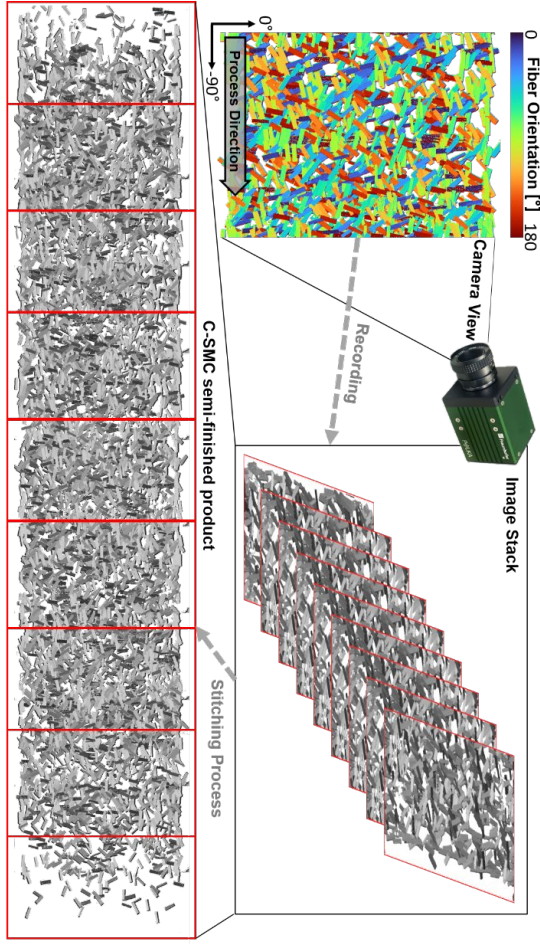 0°
-90°
Process Direction
0
180
Fiber Orientation [°]
Camera View
Recording
Image Stack
Stitching Process
C-SMC semi-finished product